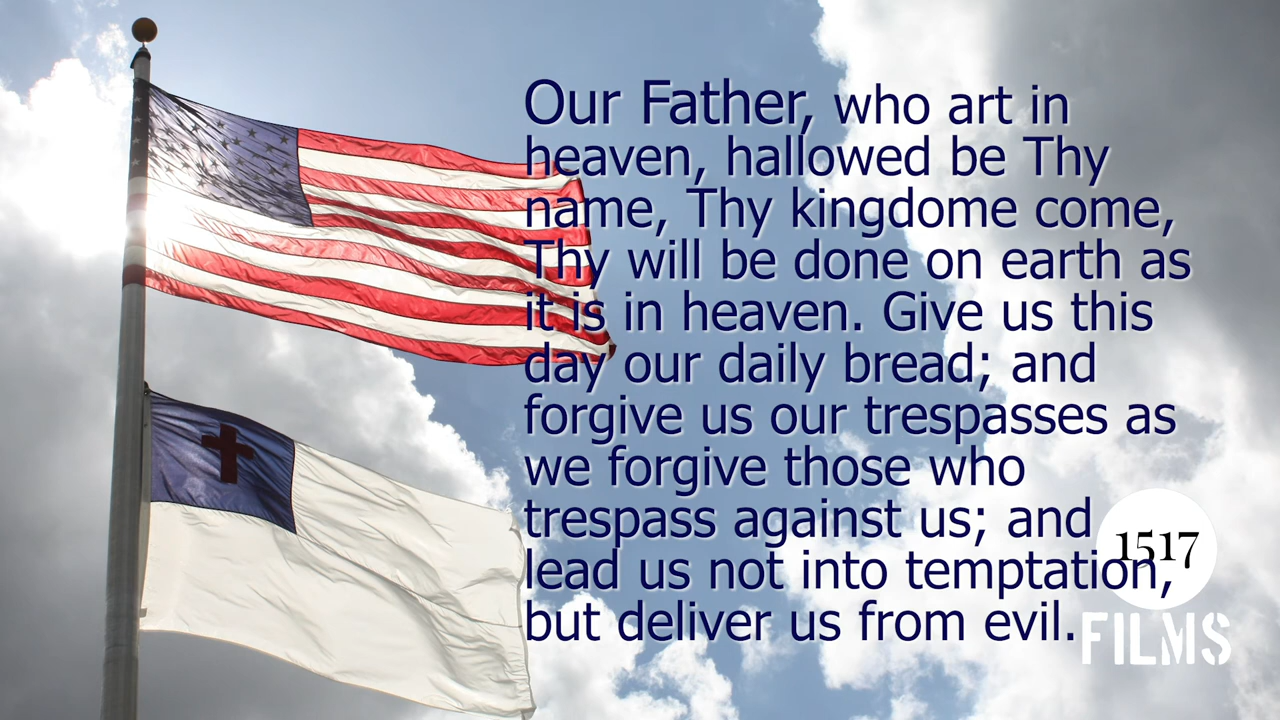 Our Father, who art in
heaven, hallowed be Thy
name, Thy kingdome come,
Thy will be done on earth as
it is in heaven. Give us this
day our daily bread; and
forgive us our trespasses as
we forgive those who
trespass against us; and
lead us not into temptation,
but deliver us from evil.
1517
FILMS